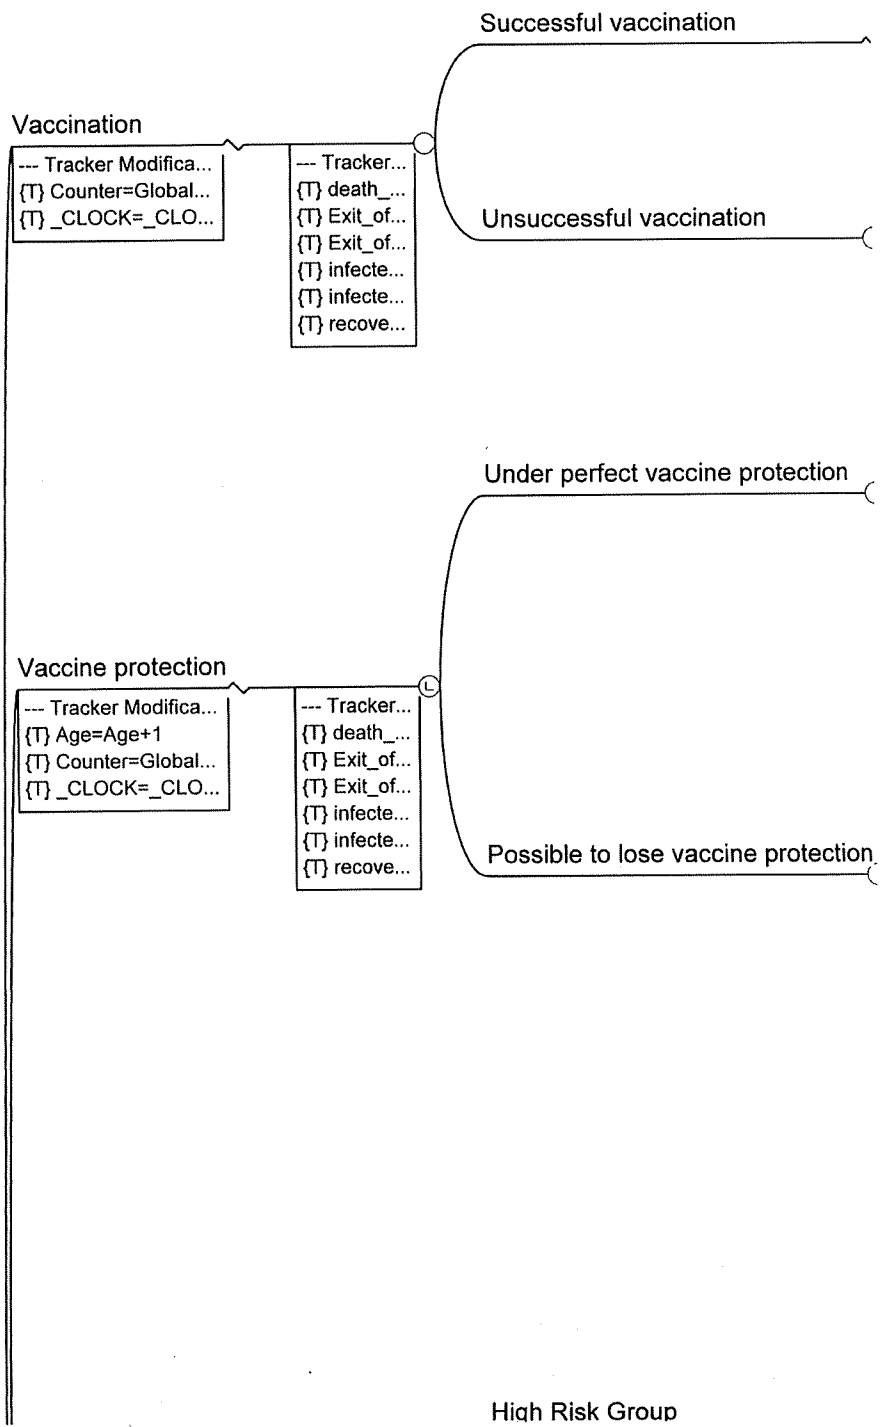 Successful vaccination
Vaccination
--- Tracker Modifica...
{T} Counter=Global...
{T} _CLOCK=_CLO...
--- Tracker...
{T} death_...
{T} Exit_of...
{T} Exit_of...
{T} infecte...
{T} infecte...
{T} recove...
Unsuccessful vaccination
Under perfect vaccine protection
Vaccine protection
--- Tracker Modifica...
{T} Age=Age+1
{T} Counter=Global...
{T} _CLOCK=_CLO...
L
--- Tracker...
{T} death_...
{T} Exit_of...
{T} Exit_of...
{T} infecte...
{T} infecte...
{T} recove...
Possible to lose vaccine protection
High Risk Group